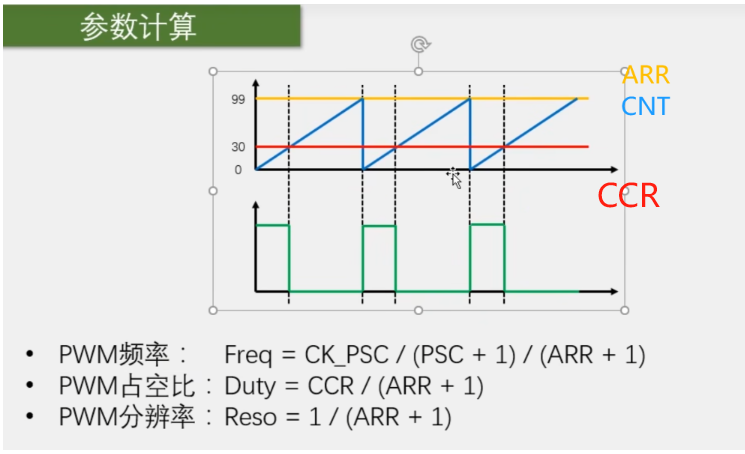 参数计算
ARR
99
CNT
30
0
CCR
• PWM频率： Freq = CK_PSC / (PSC + 1) / (ARR + 1)
• PWM占空比：Duty = CCR / (ARR + 1)
• PWM分辨率：Reso = 1 / (ARR + 1)